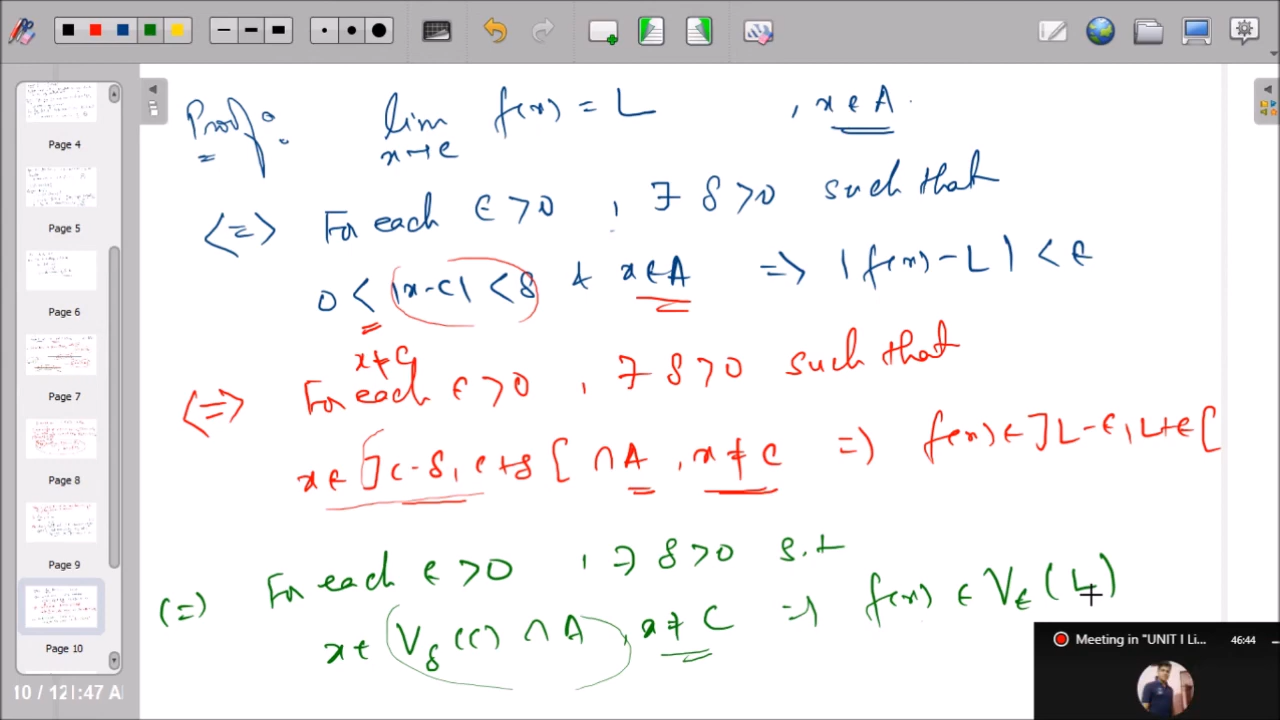 Page 4
Page 5
Page 6
Page 7
Page 8
Page 9
Page 10
Proof:
lim f(x) = L , x ∈ A
x→c
<=> For each ε > 0 , ∃ δ > 0 such that
0 < |x-c| < δ & x ∈ A => |f(x) - L| < ε
x ≠ c
<=> For each ε > 0 , ∃ δ > 0 such that
x ∈ ]c-δ, c+δ[ ∩ A , x ≠ c => f(x) ∈ ]L-ε, L+ε[
<=> For each ε > 0 , ∃ δ > 0 s.t
x ∈ Vδ(c) ∩ A , x ≠ c => f(x) ∈ Vε(L)
Meeting in "UNIT I Li... 46:44